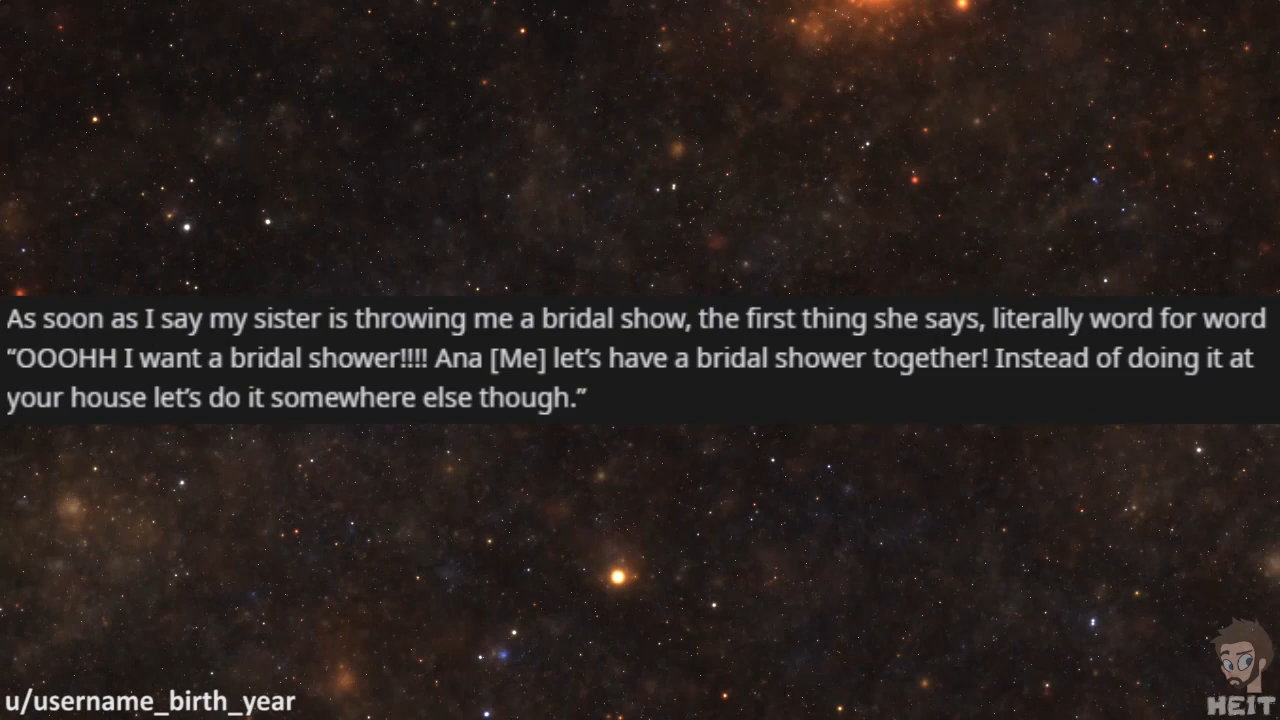 As soon as I say my sister is throwing me a bridal show, the first thing she says, literally word for word
“OOOHH I want a bridal shower!!!! Ana [Me] let’s have a bridal shower together! Instead of doing it at
your house let’s do it somewhere else though.”
u/username_birth_year
HEIT